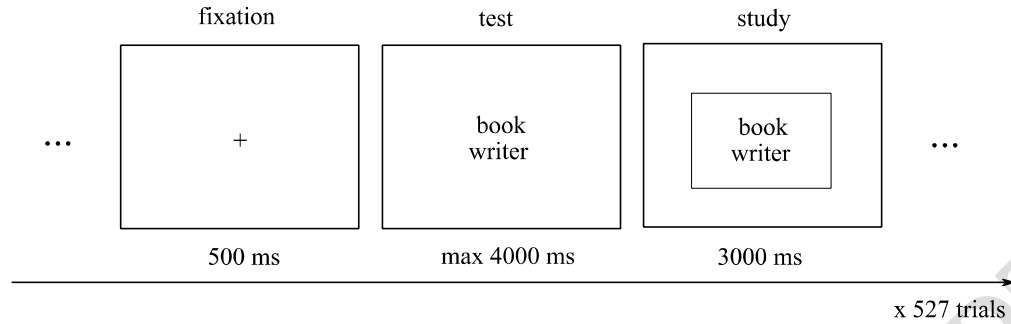 fixation
test
study
...
+
book
writer
book
writer
...
500 ms
max 4000 ms
3000 ms
x 527 trials